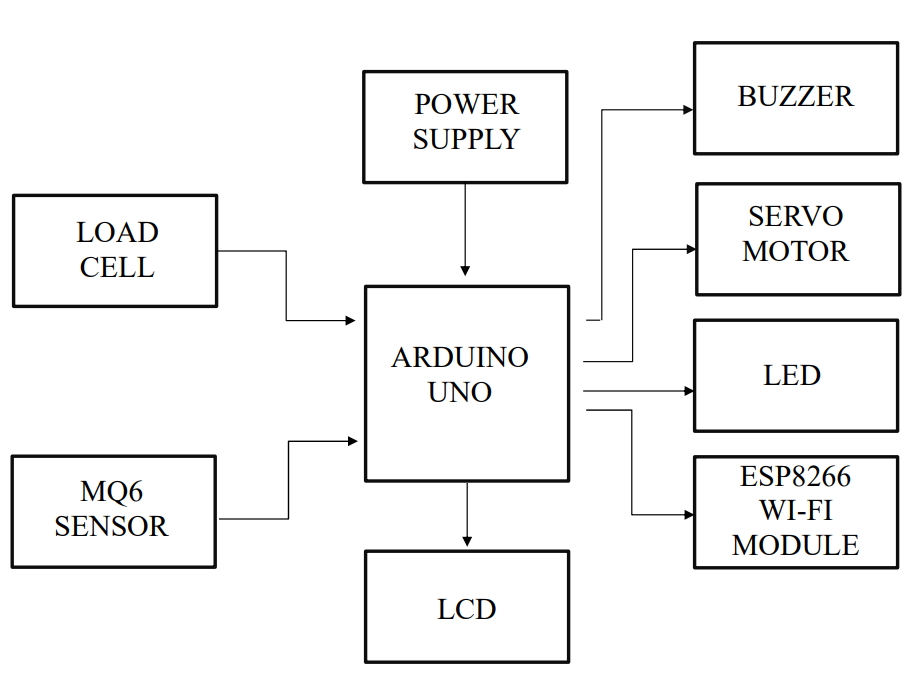 BUZZER
POWER
SUPPLY
SERVO
MOTOR
LOAD
CELL
ARDUINO
UNO
LED
MQ6
SENSOR
ESP8266
WI-FI
MODULE
LCD